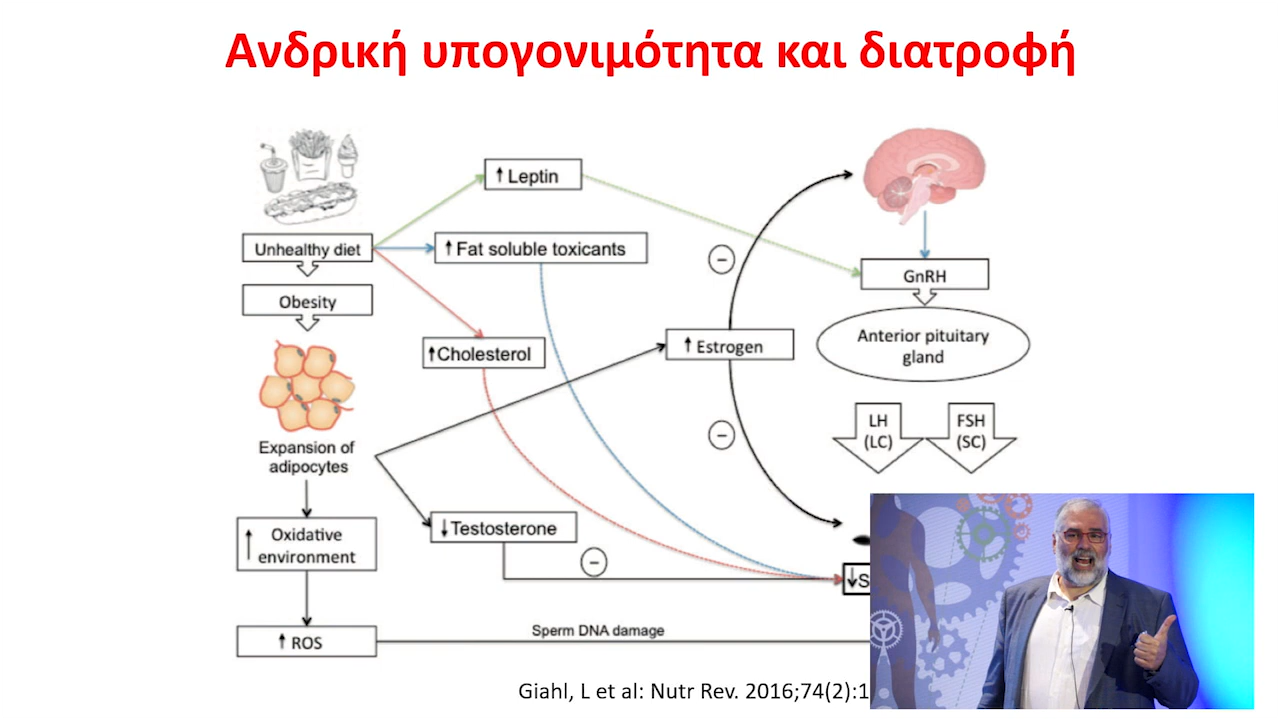 Ανδρική υπογονιμότητα και διατροφή
↑ Leptin
Unhealthy diet
↑ Fat soluble toxicants
GnRH
Obesity
Anterior pituitary
gland
↑ Estrogen
↑ Cholesterol
−
−
LH
(LC)
FSH
(SC)
Expansion of
adipocytes
↓ Testosterone
↑ Oxidative
environment
−
↓S
Sperm DNA damage
↑ ROS
Giahl, L et al: Nutr Rev. 2016;74(2):1